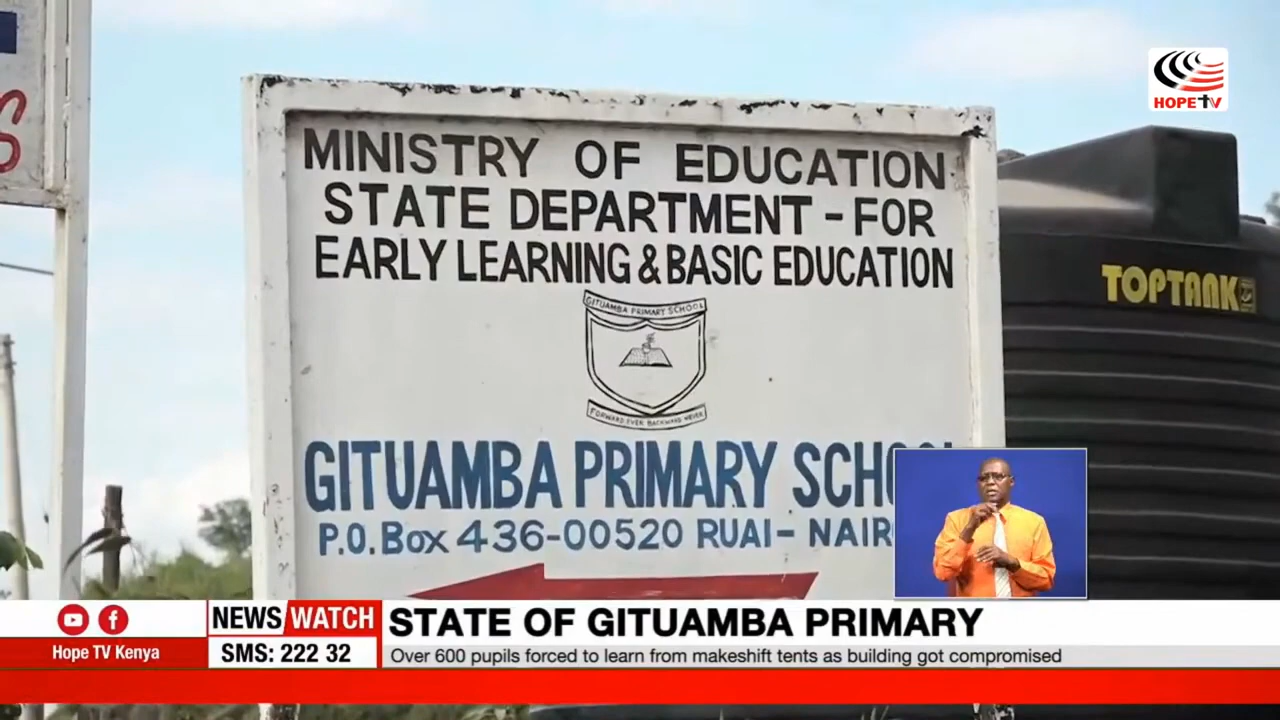 S
HOPE TV
MINISTRY OF EDUCATION
STATE DEPARTMENT - FOR
EARLY LEARNING & BASIC EDUCATION
TOPTANK
GITUAMBA PRIMARY SCHOOL
FORWARD EVER BACKWARD NEVER
GITUAMBA PRIMARY SCHOOL
P.O. Box 436-00520 RUAI - NAIR
NEWS WATCH
STATE OF GITUAMBA PRIMARY
Hope TV Kenya
SMS: 222 32
Over 600 pupils forced to learn from makeshift tents as building got compromised